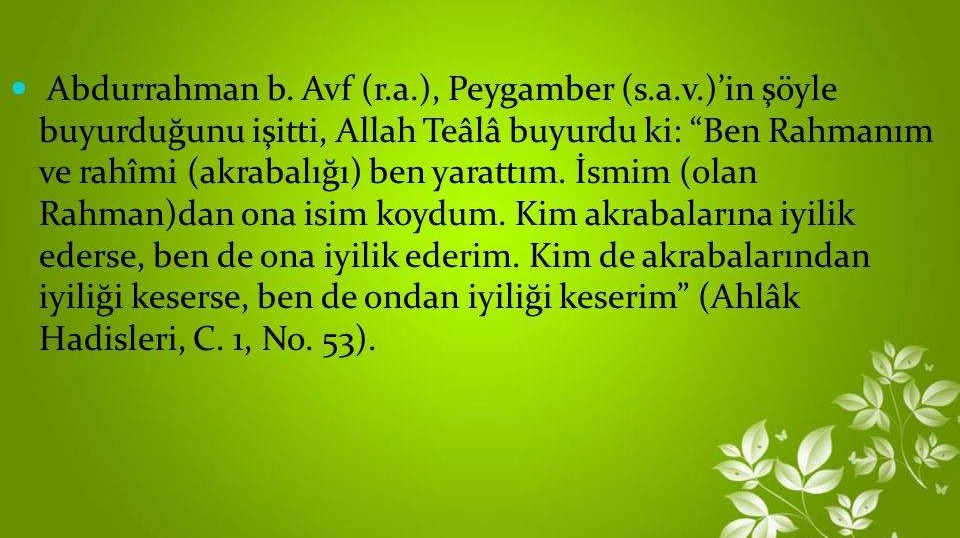 • Abdurrahman b. Avf (r.a.), Peygamber (s.a.v.)’in şöyle
buyurduğunu işitti, Allah Teâlâ buyurdu ki: “Ben Rahmanım
ve rahîmi (akrabalığı) ben yarattım. İsmim (olan
Rahman)dan ona isim koydum. Kim akrabalarına iyilik
ederse, ben de ona iyilik ederim. Kim de akrabalarından
iyiliği keserse, ben de ondan iyiliği keserim” (Ahlâk
Hadisleri, C. 1, No. 53).